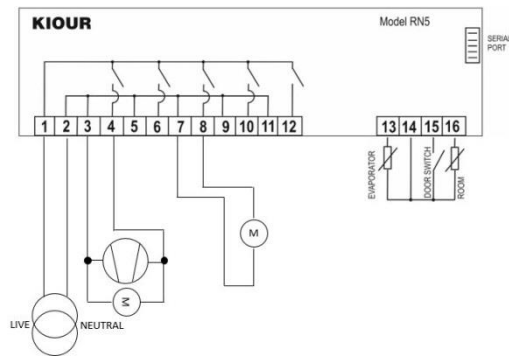 KIOUR
Model RN5
SERIAL
PORT
1 2 3 4 5 6 7 8 9 10 11 12
13 14 15 16
EVAPORATOR
DOOR SWITCH
ROOM
M
M
LIVE
NEUTRAL